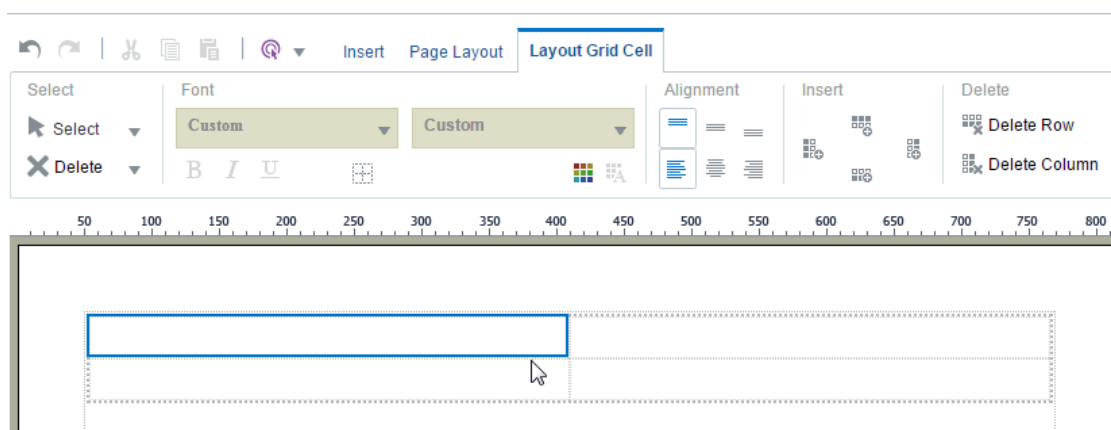 Insert Page Layout Layout Grid Cell
Select Font Alignment Insert Delete
Select Custom Custom Delete Row
Delete B I U A Delete Column
50 100 150 200 250 300 350 400 450 500 550 600 650 700 750 800